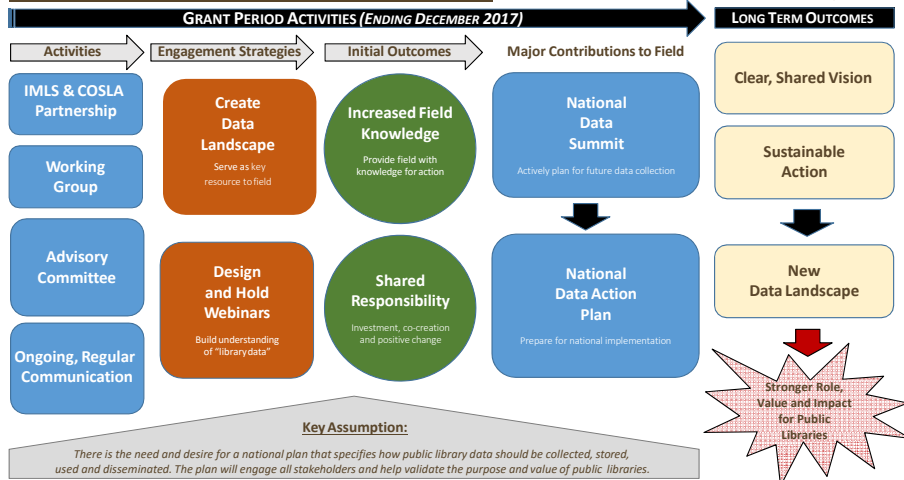 GRANT PERIOD ACTIVITIES (ENDING DECEMBER 2017)
LONG TERM OUTCOMES
Activities
Engagement Strategies
Initial Outcomes
Major Contributions to Field
IMLS & COSLA
Partnership
Working
Group
Advisory
Committee
Ongoing, Regular
Communication
Create
Data
Landscape
Serve as key
resource to field
Design
and Hold
Webinars
Build understanding
of “library data”
Increased Field
Knowledge
Provide field with
knowledge for action
Shared
Responsibility
Investment, co-creation
and positive change
National
Data
Summit
Actively plan for future data collection
National
Data Action
Plan
Prepare for national implementation
Clear, Shared Vision
Sustainable
Action
New
Data Landscape
Stronger Role,
Value and Impact
for Public
Libraries
Key Assumption:
There is the need and desire for a national plan that specifies how public library data should be collected, stored,
used and disseminated. The plan will engage all stakeholders and help validate the purpose and value of public libraries.